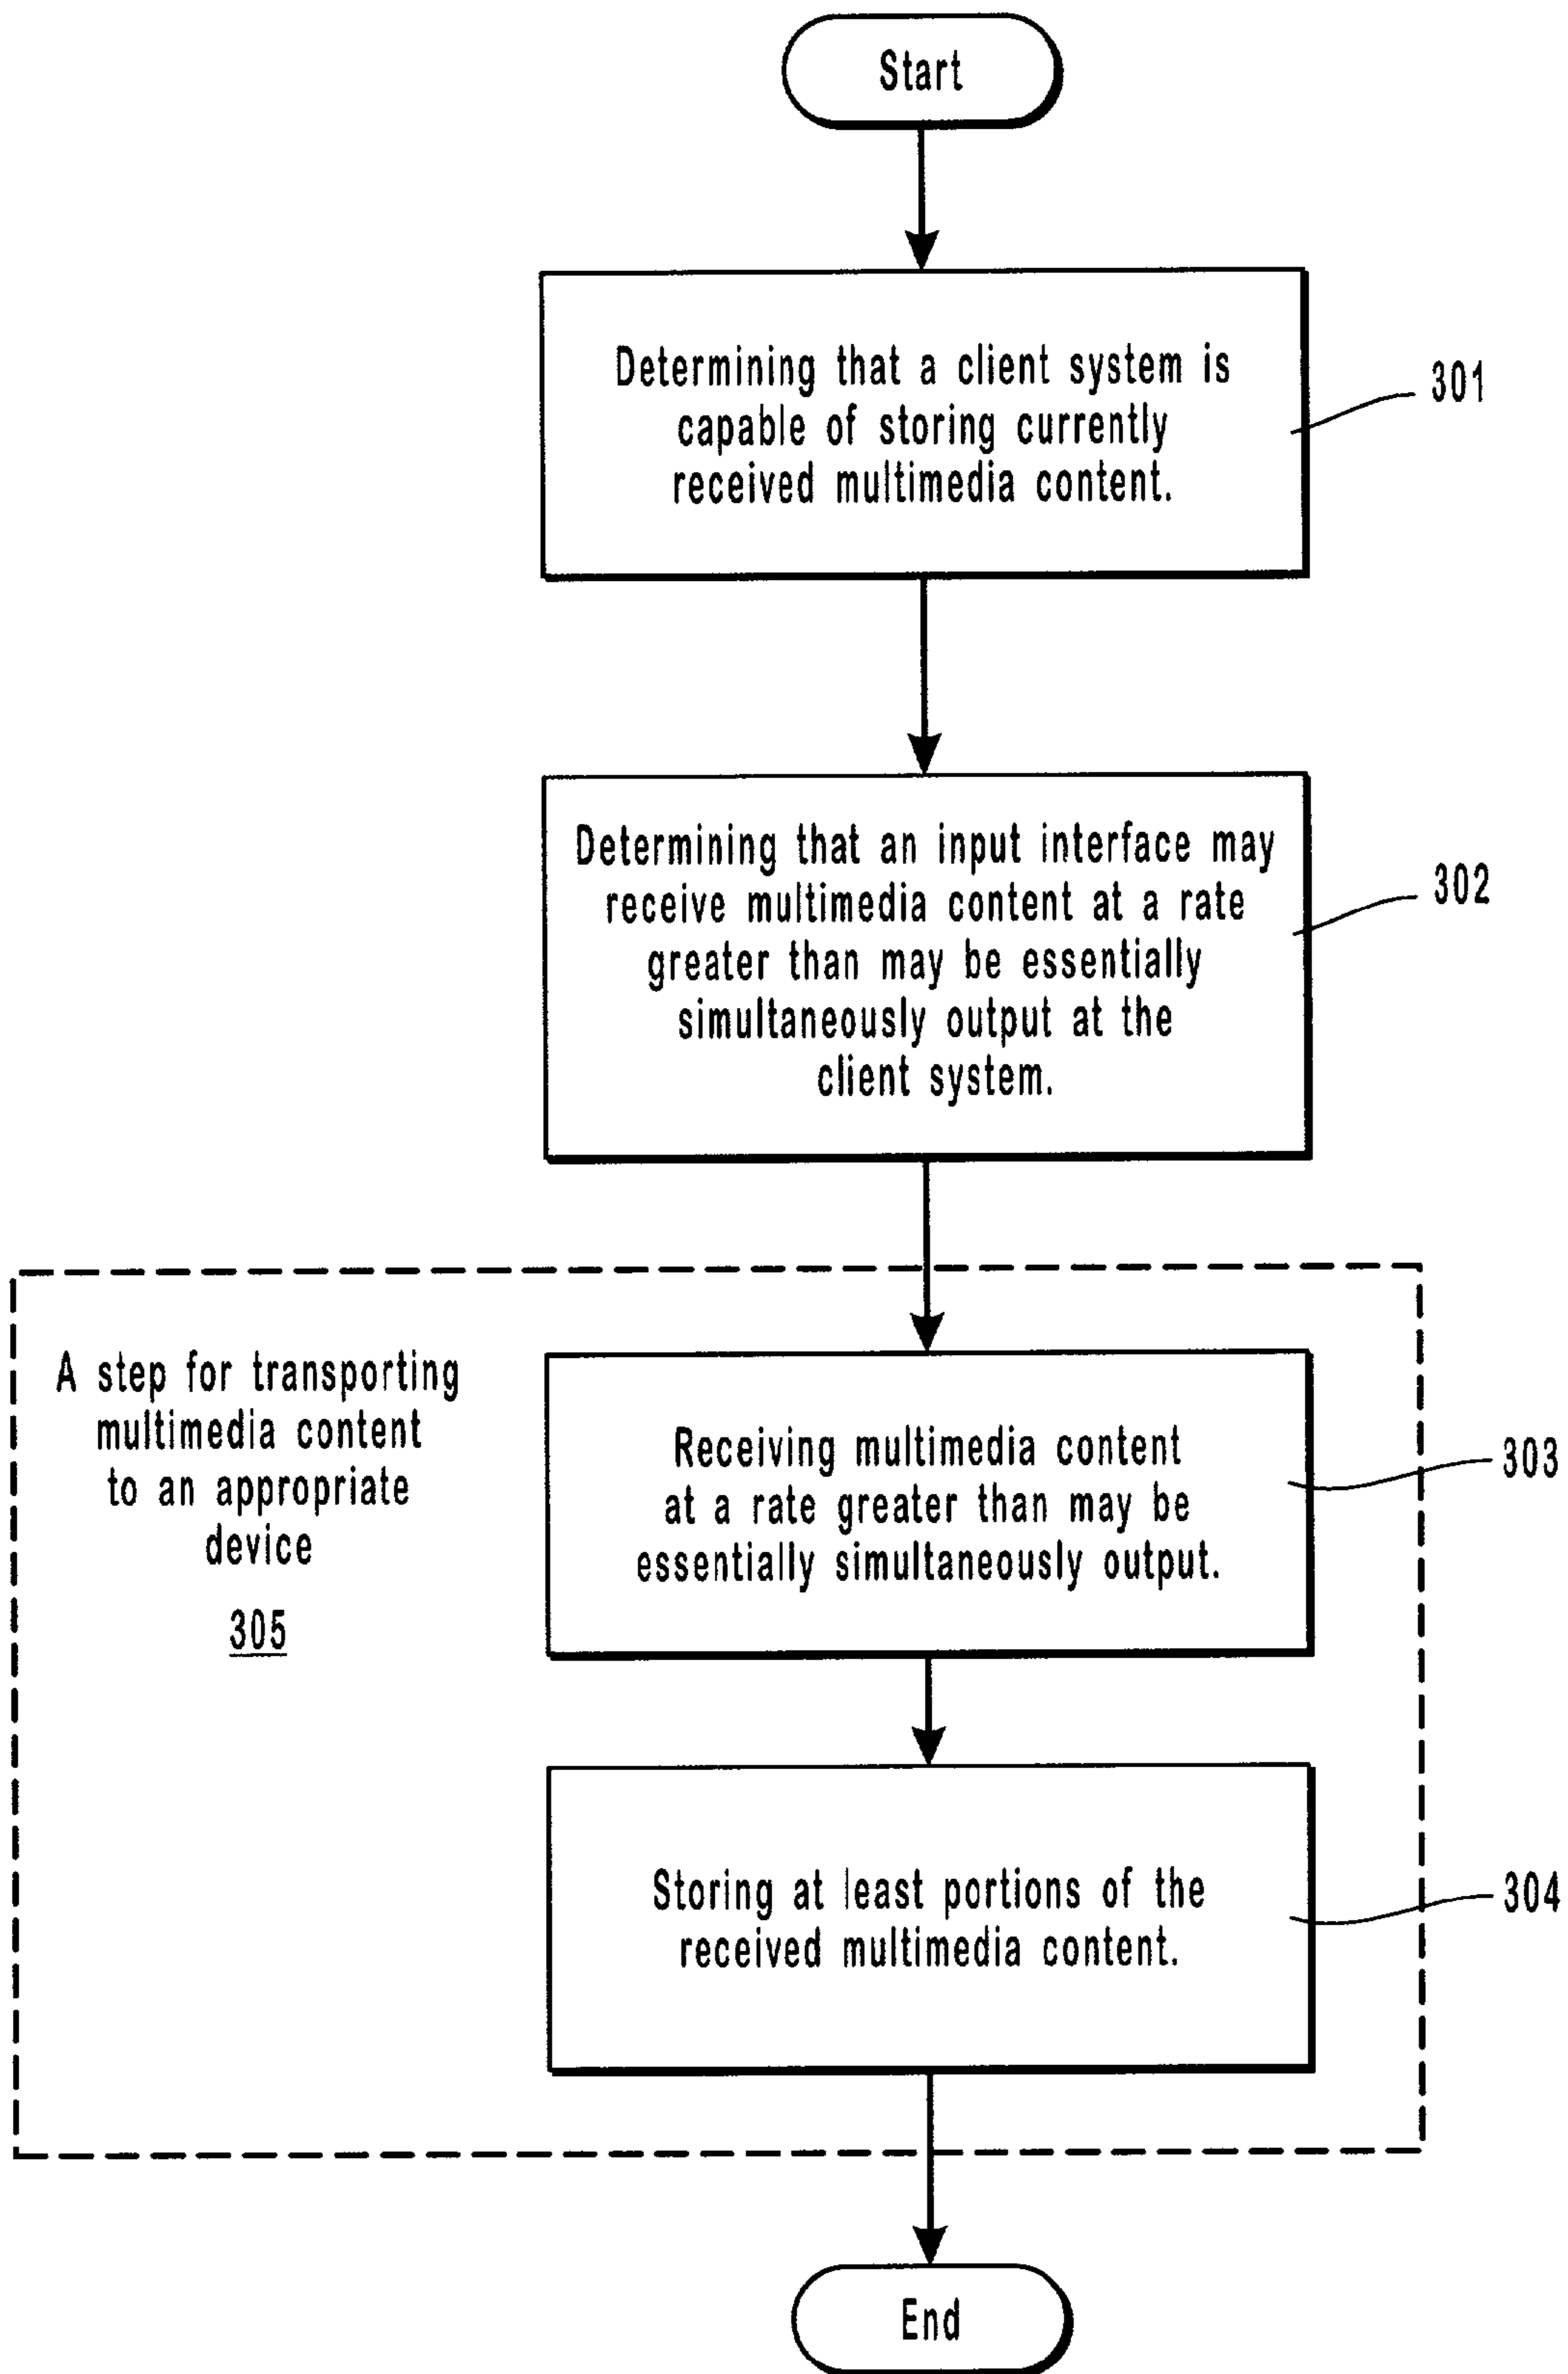 Start
Determining that a client system is
capable of storing currently
received multimedia content.
301
Determining that an input interface may
receive multimedia content at a rate
greater than may be essentially
simultaneously output at the
client system.
302
A step for transporting
multimedia content
to an appropriate
device
305
Receiving multimedia content
at a rate greater than may be
essentially simultaneously output.
303
Storing at least portions of the
received multimedia content.
304
End